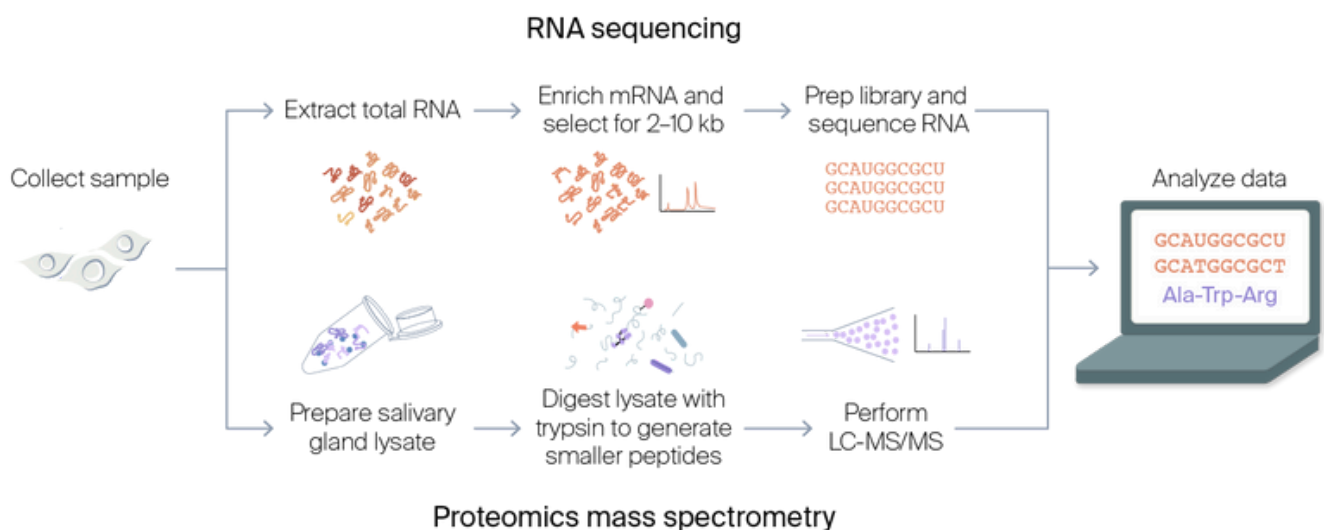 RNA sequencing
Collect sample
Extract total RNA
Enrich mRNA and
select for 2–10 kb
Prep library and
sequence RNA
GCAUGGCGCU
GCAUGGCGCU
GCAUGGCGCU
Analyze data
GCAUGGCGCU
GCATGGCGCT
Ala-Trp-Arg
Prepare salivary
gland lysate
Digest lysate with
trypsin to generate
smaller peptides
Perform
LC-MS/MS
Proteomics mass spectrometry